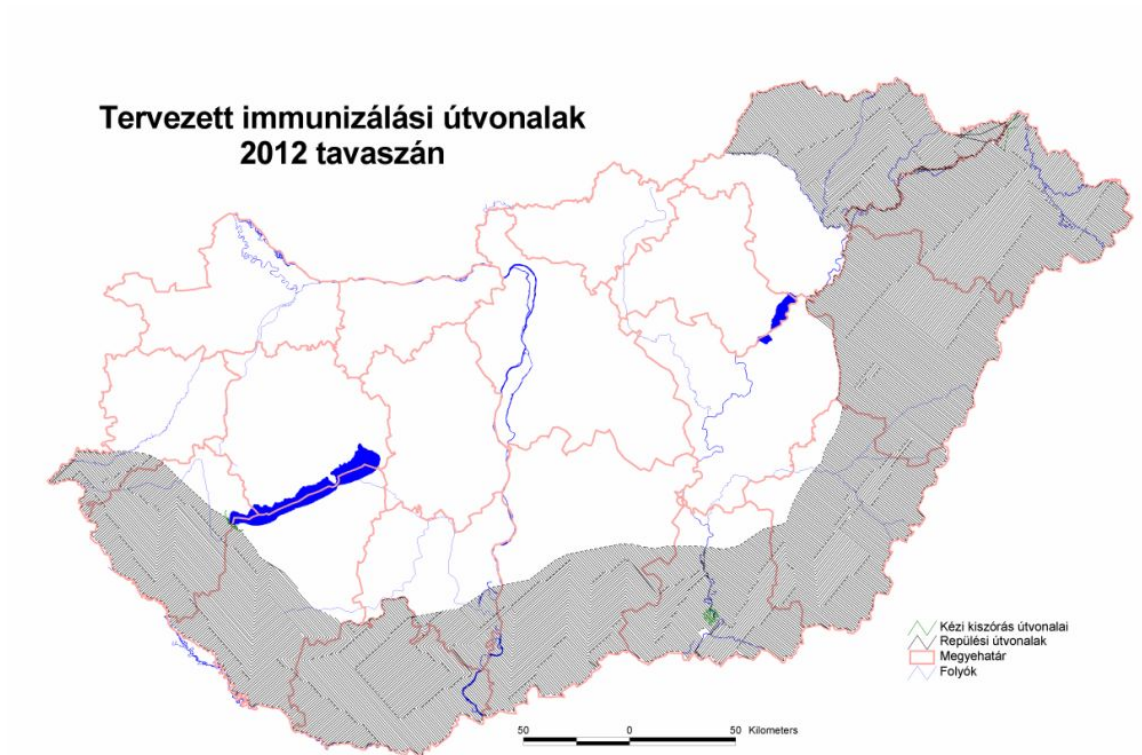 Tervezett immunizálási útvonalak
2012 tavaszán
Kézi kiszórás útvonalai
Repülési útvonalak
Megyehatár
Folyók
50 0 50 Kilometers